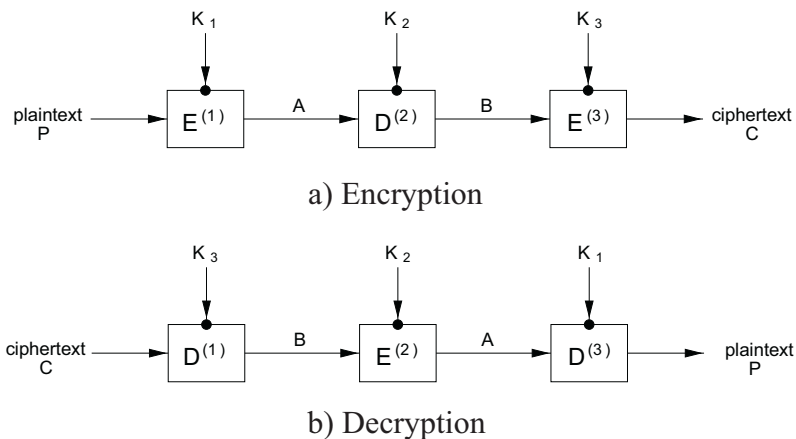 K 1 K 2 K 3
plaintext P E (1) A D (2) B E (3) ciphertext C
a) Encryption
K 3 K 2 K 1
ciphertext C D (1) B E (2) A D (3) plaintext P
b) Decryption